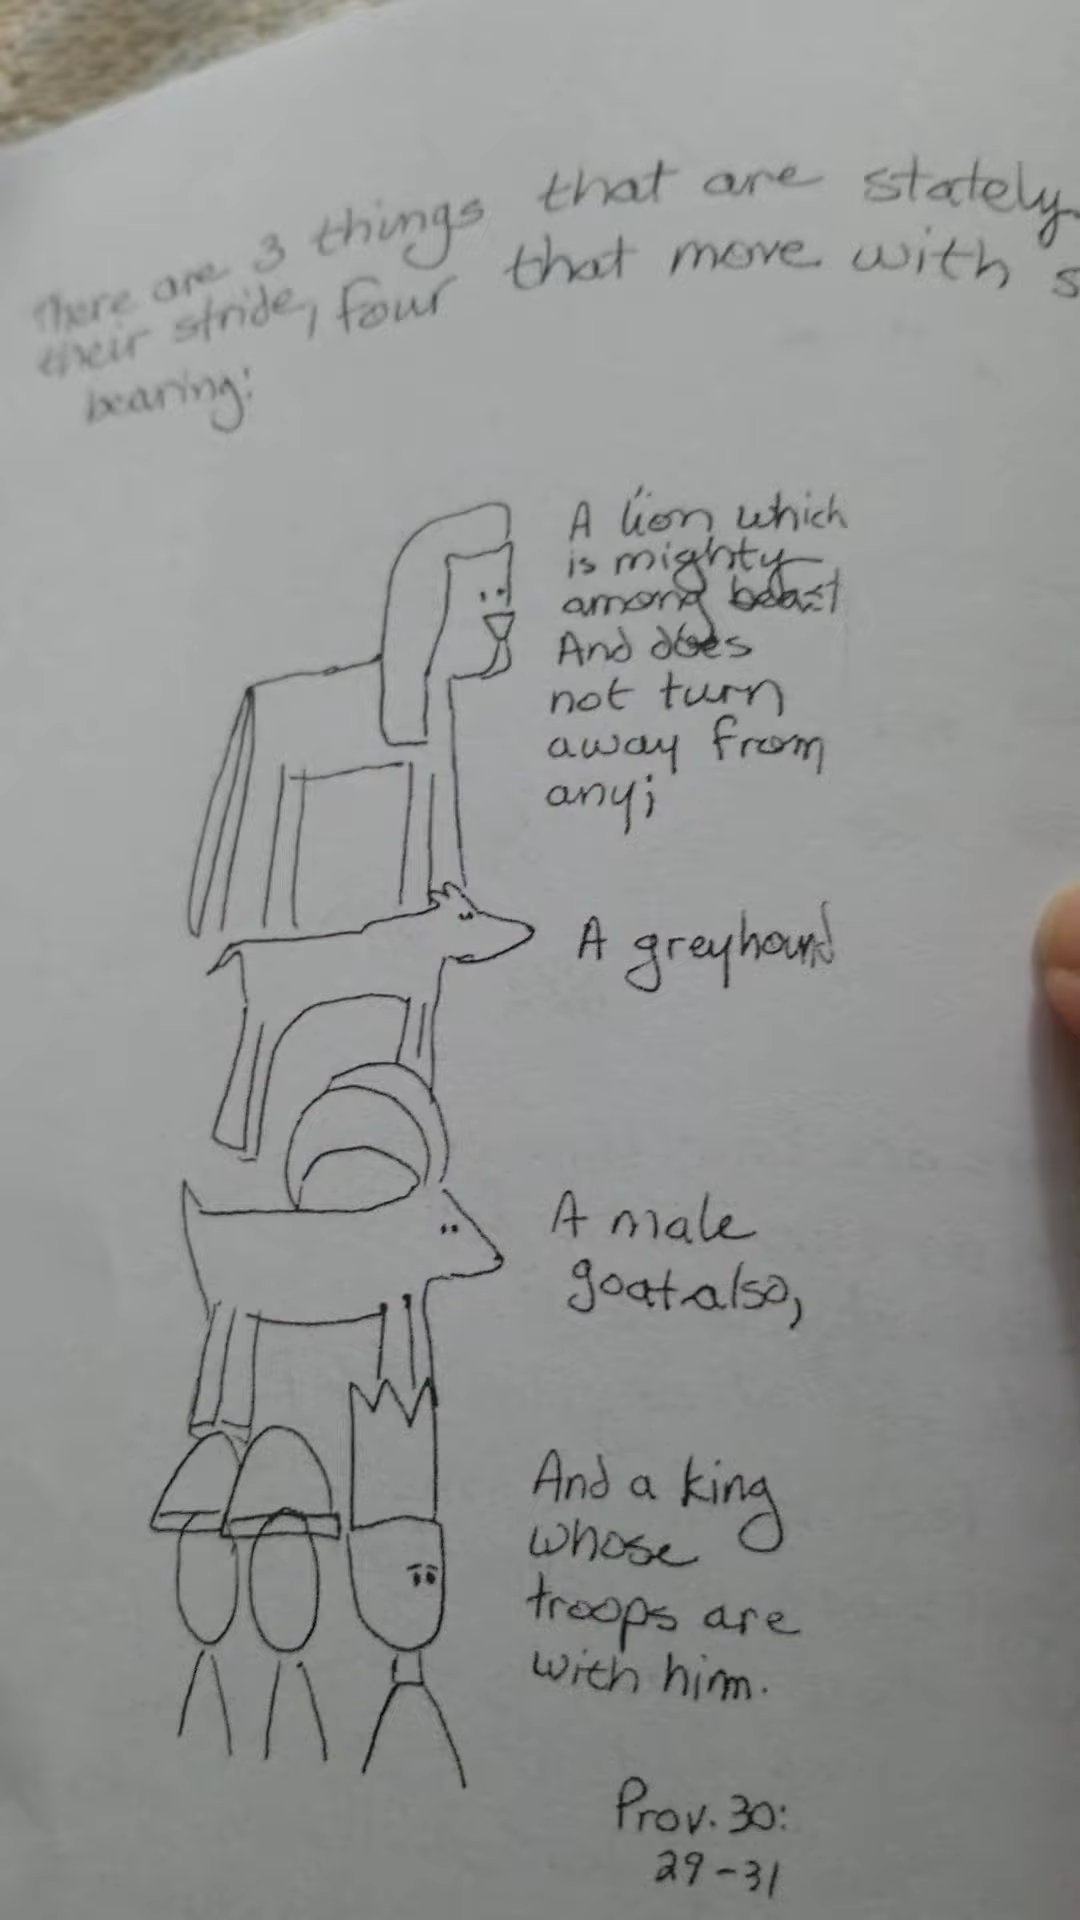 There are 3 things that are stately
their stride, four that move with s
bearing:
A lion which
is mighty
among beast
And does
not turn
away from
any;
A greyhound
A male
goat also,
And a king
whose
troops are
with him.
Prov. 30:
29-31